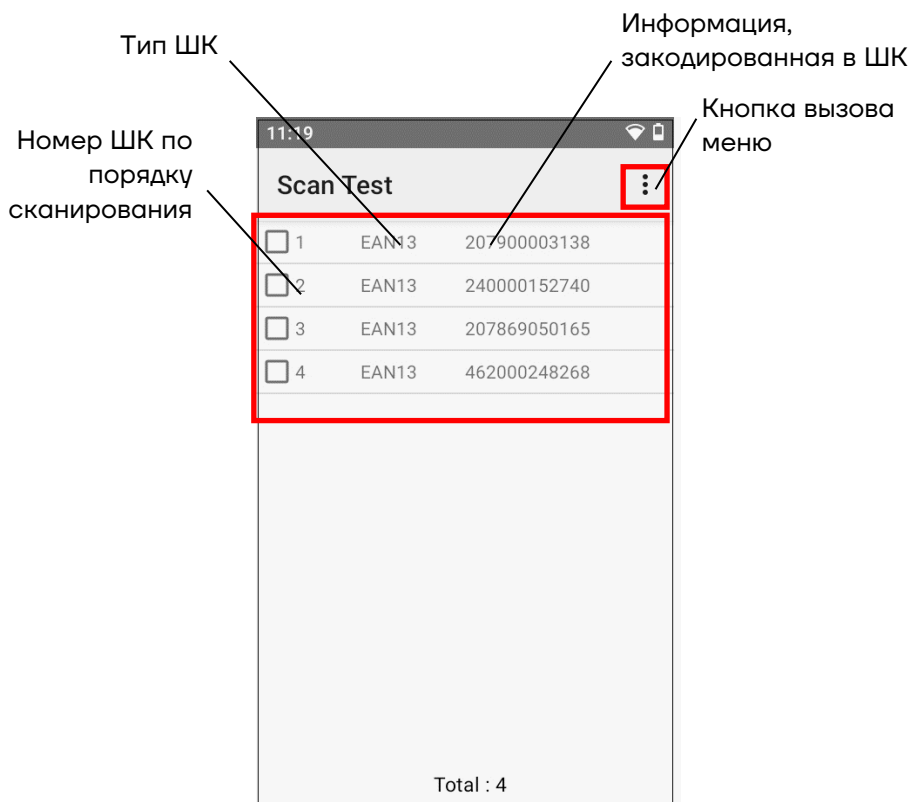 Тип ШК
Информация,
закодированная в ШК
Кнопка вызова
меню
Номер ШК по
порядку
сканирования
11:19
Scan Test
1 EAN13 207900003138
2 EAN13 240000152740
3 EAN13 207869050165
4 EAN13 462000248268
Total : 4